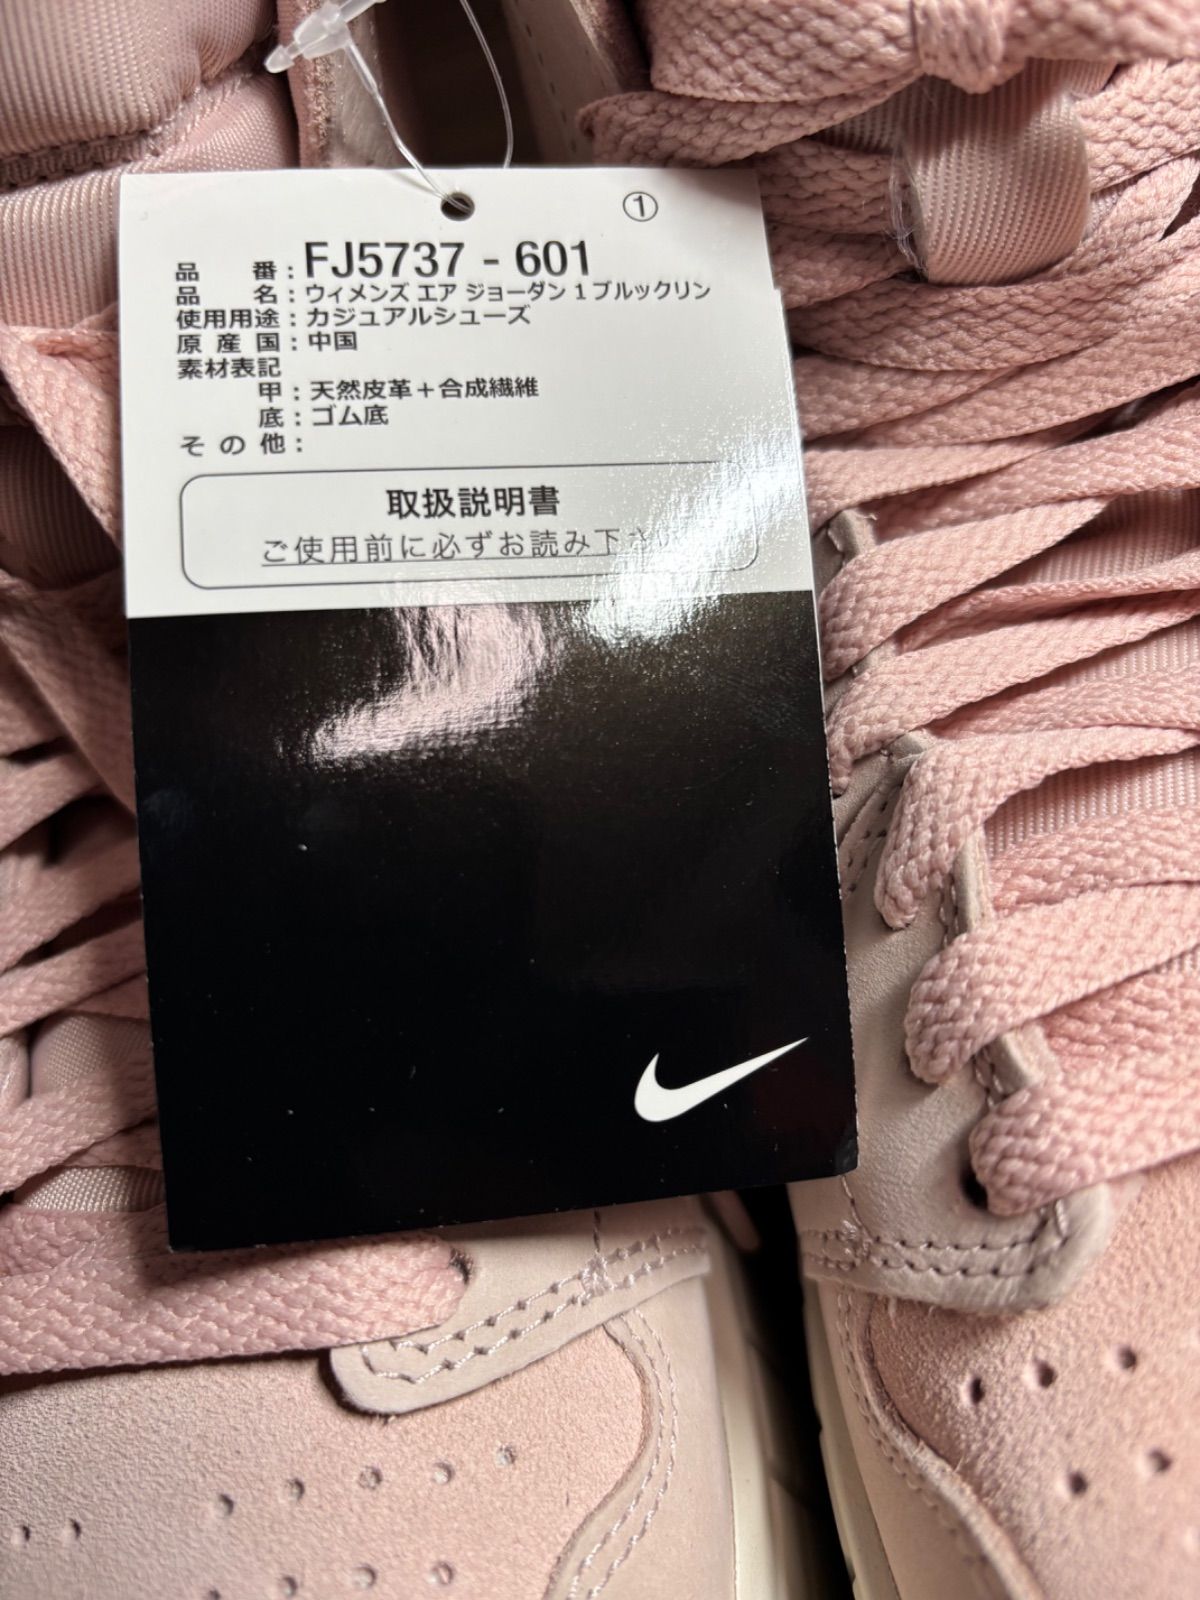 ①
品 番：FJ5737 - 601
品 名：ウィメンズ エア ジョーダン 1 ブルックリン
使用用途：カジュアルシューズ
原 産 国：中国
素材表記
甲：天然皮革＋合成繊維
底：ゴム底
そ の 他：
取扱説明書
ご使用前に必ずお読み下さい